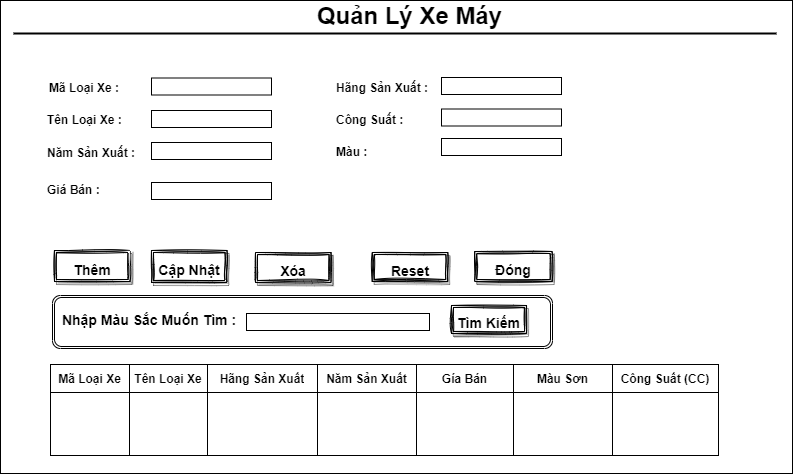 Quản Lý Xe Máy
Mã Loại Xe : Hãng Sản Xuất :
Tên Loại Xe : Công Suất :
Năm Sản Xuất : Màu :
Giá Bán :
Thêm Cập Nhật Xóa Reset Đóng
Nhập Màu Sắc Muốn Tìm : Tìm Kiếm
Mã Loại Xe Tên Loại Xe Hãng Sản Xuất Năm Sản Xuất Gía Bán Màu Sơn Công Suất (CC)